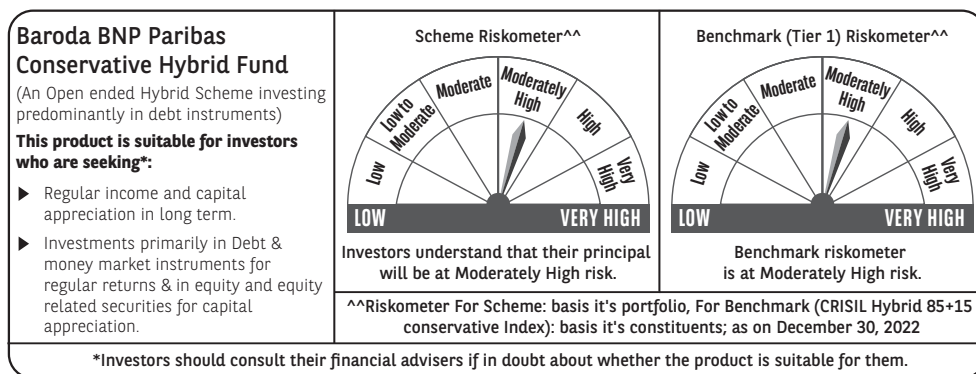 Baroda BNP Paribas
Conservative Hybrid Fund
(An Open ended Hybrid Scheme investing
predominantly in debt instruments)
This product is suitable for investors
who are seeking*:
▶ Regular income and capital
appreciation in long term.
▶ Investments primarily in Debt &
money market instruments for
regular returns & in equity and equity
related securities for capital
appreciation.
Scheme Riskometer^^
Low
Low to
Moderate
Moderate
Moderately
High
High
Very
High
LOW VERY HIGH
Investors understand that their principal
will be at Moderately High risk.
Benchmark (Tier 1) Riskometer^^
Low
Low to
Moderate
Moderate
Moderately
High
High
Very
High
LOW VERY HIGH
Benchmark riskometer
is at Moderately High risk.
^^Riskometer For Scheme: basis it's portfolio, For Benchmark (CRISIL Hybrid 85+15
conservative Index): basis it's constituents; as on December 30, 2022
*Investors should consult their financial advisers if in doubt about whether the product is suitable for them.